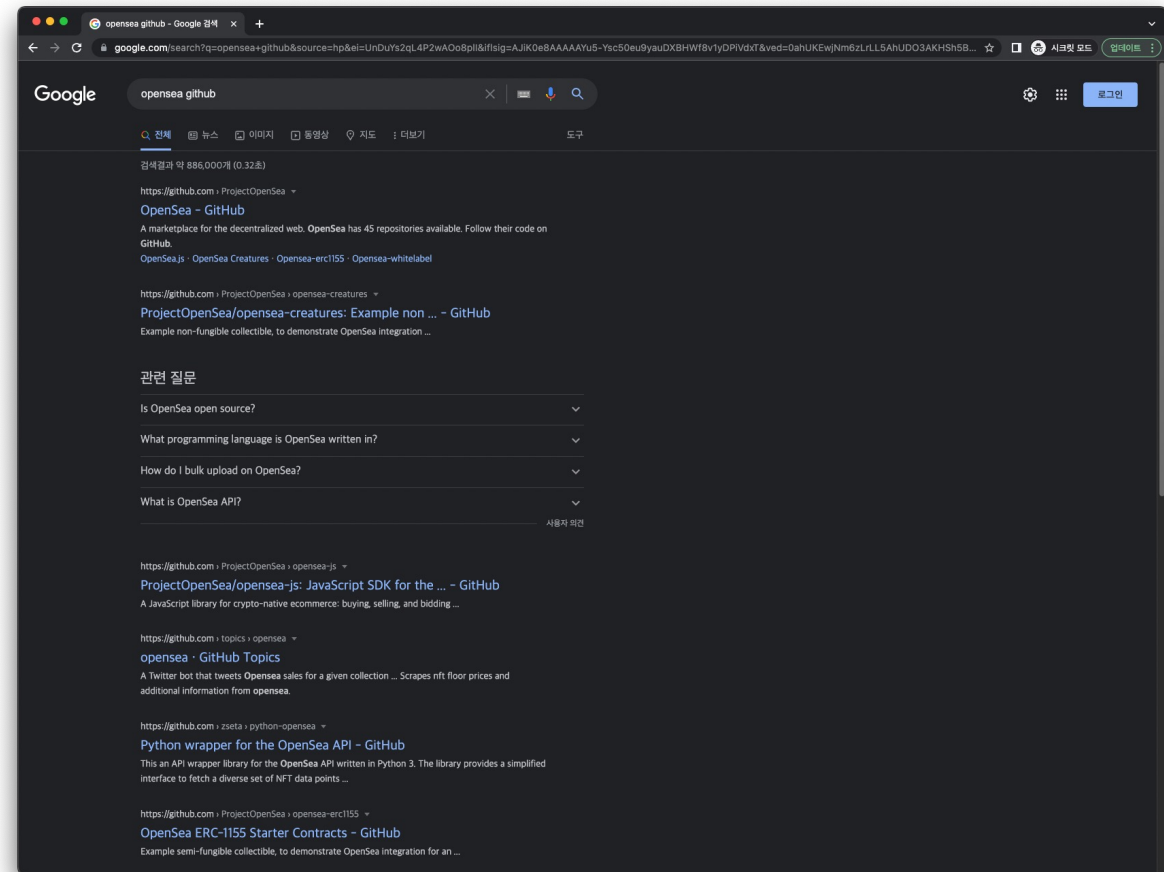 opensea github - Google 검색
google.com/search?q=opensea+github&source=hp&ei=UnDuYs2qL4P2wAOo8pII&iflsig=AJiK0e8AAAAAYu5-Ysc50eu9yauDXBHWf8v1yDPiVdxT&ved=0ahUKEwjNm6zLrLL5AhUDO3AKHSh5B...
시크릿 모드
업데이트
Google
opensea github
로그인
전체 뉴스 이미지 동영상 지도 더보기 도구
검색결과 약 886,000개 (0.32초)
https://github.com › ProjectOpenSea
OpenSea - GitHub
A marketplace for the decentralized web. OpenSea has 45 repositories available. Follow their code on
GitHub.
OpenSea.js · OpenSea Creatures · Opensea-erc1155 · Opensea-whitelabel
https://github.com › ProjectOpenSea › opensea-creatures
ProjectOpenSea/opensea-creatures: Example non ... - GitHub
Example non-fungible collectible, to demonstrate OpenSea integration ...
관련 질문
Is OpenSea open source?
What programming language is OpenSea written in?
How do I bulk upload on OpenSea?
What is OpenSea API?
사용자 의견
https://github.com › ProjectOpenSea › opensea-js
ProjectOpenSea/opensea-js: JavaScript SDK for the ... - GitHub
A JavaScript library for crypto-native ecommerce: buying, selling, and bidding ...
https://github.com › topics › opensea
opensea · GitHub Topics
A Twitter bot that tweets Opensea sales for a given collection ... Scrapes nft floor prices and
additional information from opensea.
https://github.com › zseta › python-opensea
Python wrapper for the OpenSea API - GitHub
This an API wrapper library for the OpenSea API written in Python 3. The library provides a simplified
interface to fetch a diverse set of NFT data points ...
https://github.com › ProjectOpenSea › opensea-erc1155
OpenSea ERC-1155 Starter Contracts - GitHub
Example semi-fungible collectible, to demonstrate OpenSea integration for an ...